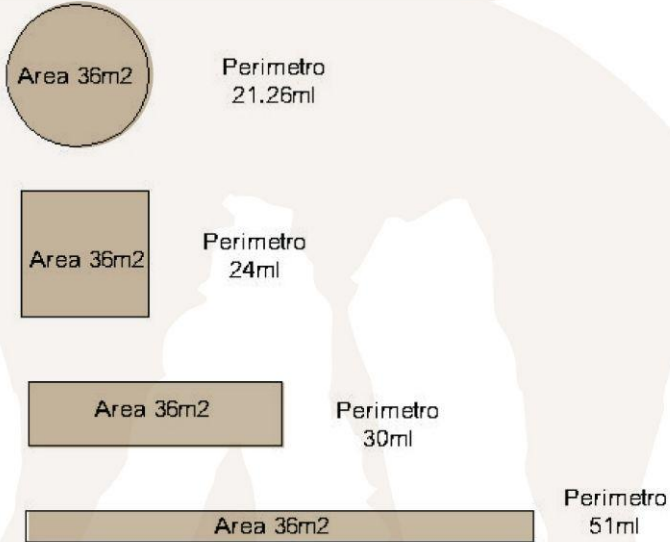 Area 36m2
Perimetro
21.26ml
Area 36m2
Perimetro
24ml
Area 36m2
Perimetro
30ml
Area 36m2
Perimetro
51ml